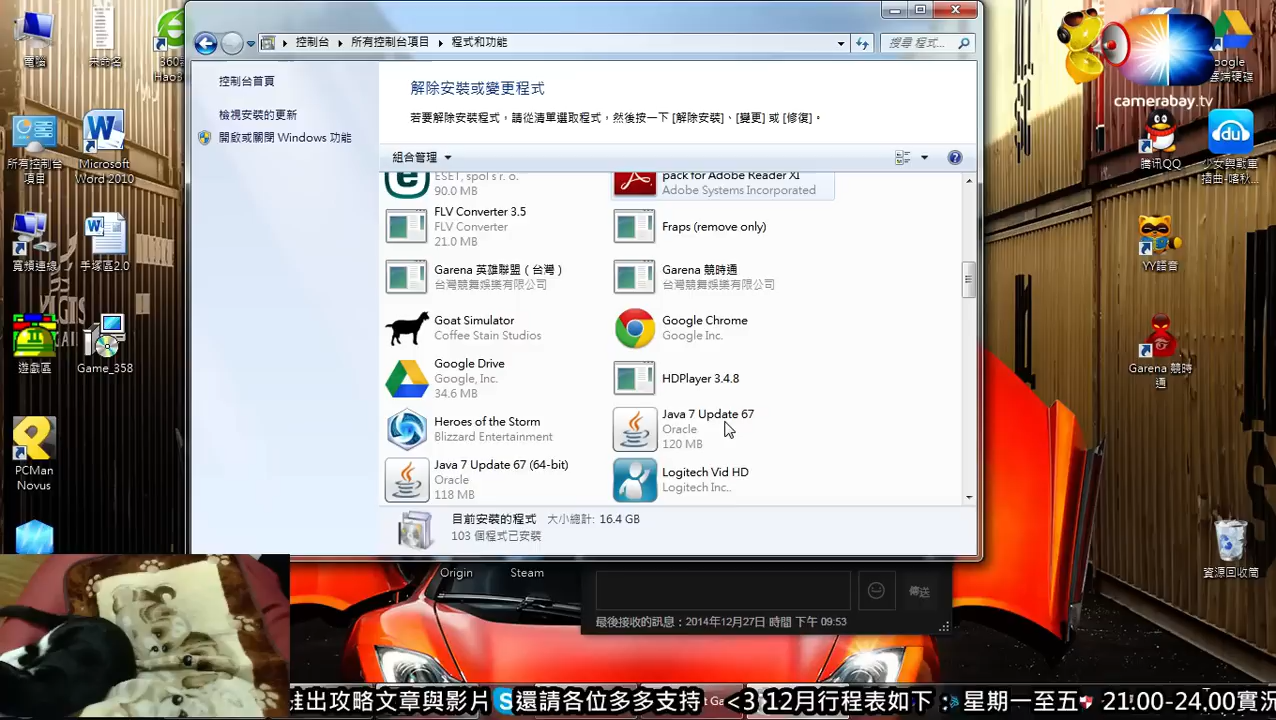 控制台
所有控制台項目
程式和功能
搜尋 程式...
控制台首頁
檢視安裝的更新
開啟或關閉 Windows 功能
解除安裝或變更程式
若要解除安裝程式，請從清單選取程式，然後按一下 [解除安裝]、[變更] 或 [修復]。
組合管理
ESET, spol s r. o.
90.0 MB
pack for Adobe Reader XI
Adobe Systems Incorporated
FLV Converter 3.5
FLV Converter
21.0 MB
Fraps (remove only)
Garena 英雄聯盟 ( 台灣 )
台灣競舞娛樂有限公司
Garena 競時通
台灣競舞娛樂有限公司
Goat Simulator
Coffee Stain Studios
Google Chrome
Google Inc.
Google Drive
Google, Inc.
34.6 MB
HDPlayer 3.4.8
Heroes of the Storm
Blizzard Entertainment
Java 7 Update 67
Oracle
120 MB
Java 7 Update 67 (64-bit)
Oracle
118 MB
Logitech Vid HD
Logitech Inc..
目前安裝的程式 大小總計: 16.4 GB
103 個程式已安裝
電腦
未命名
所有控制台
項目
Microsoft
Word 2010
寬頻連線
手塚區2.0
遊戲區
Game_358
PCMan
Novus
camerabay.tv
雲端硬碟
腾讯QQ
du
YY語音
Garena 競時
通
資源回收筒
Origin
Steam
傳送
最後接收的訊息：2014年12月27日 時間 下午 09:53
推出攻略文章與影片 還請各位多多支持 <3 12月行程表如下： 星期一至五 21:00-24,00實況